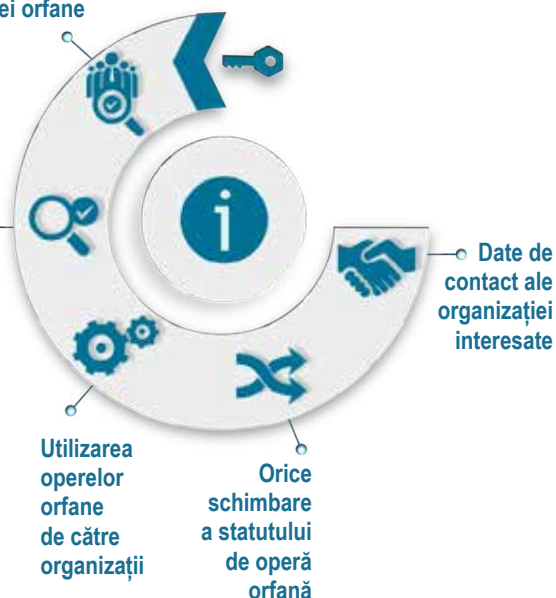 ei orfane
Date de
contact ale
organizației
interesate
Utilizarea
operelor
orfane
de către
organizații
Orice
schimbare
a statutului
de operă
orfană